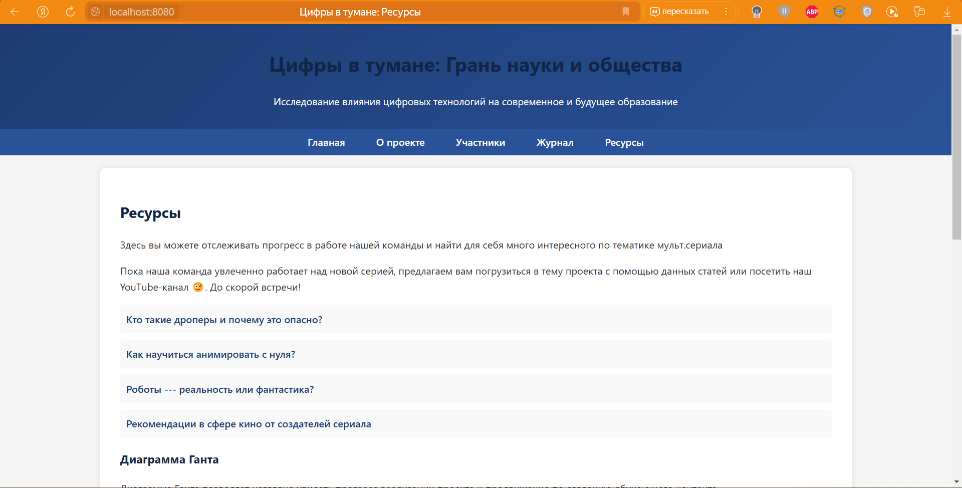 localhost:8080
Цифры в тумане: Ресурсы
пересказать
ABP
Цифры в тумане: Грань науки и общества
Исследование влияния цифровых технологий на современное и будущее образование
Главная О проекте Участники Журнал Ресурсы
Ресурсы
Здесь вы можете отслеживать прогресс в работе нашей команды и найти для себя много интересного по тематике мульт.сериала
Пока наша команда увлеченно работает над новой серией, предлагаем вам погрузиться в тему проекта с помощью данных статей или посетить наш
YouTube-канал 😉. До скорой встречи!
Кто такие дроперы и почему это опасно?
Как научиться анимировать с нуля?
Роботы --- реальность или фантастика?
Рекомендации в сфере кино от создателей сериала
Диаграмма Ганта